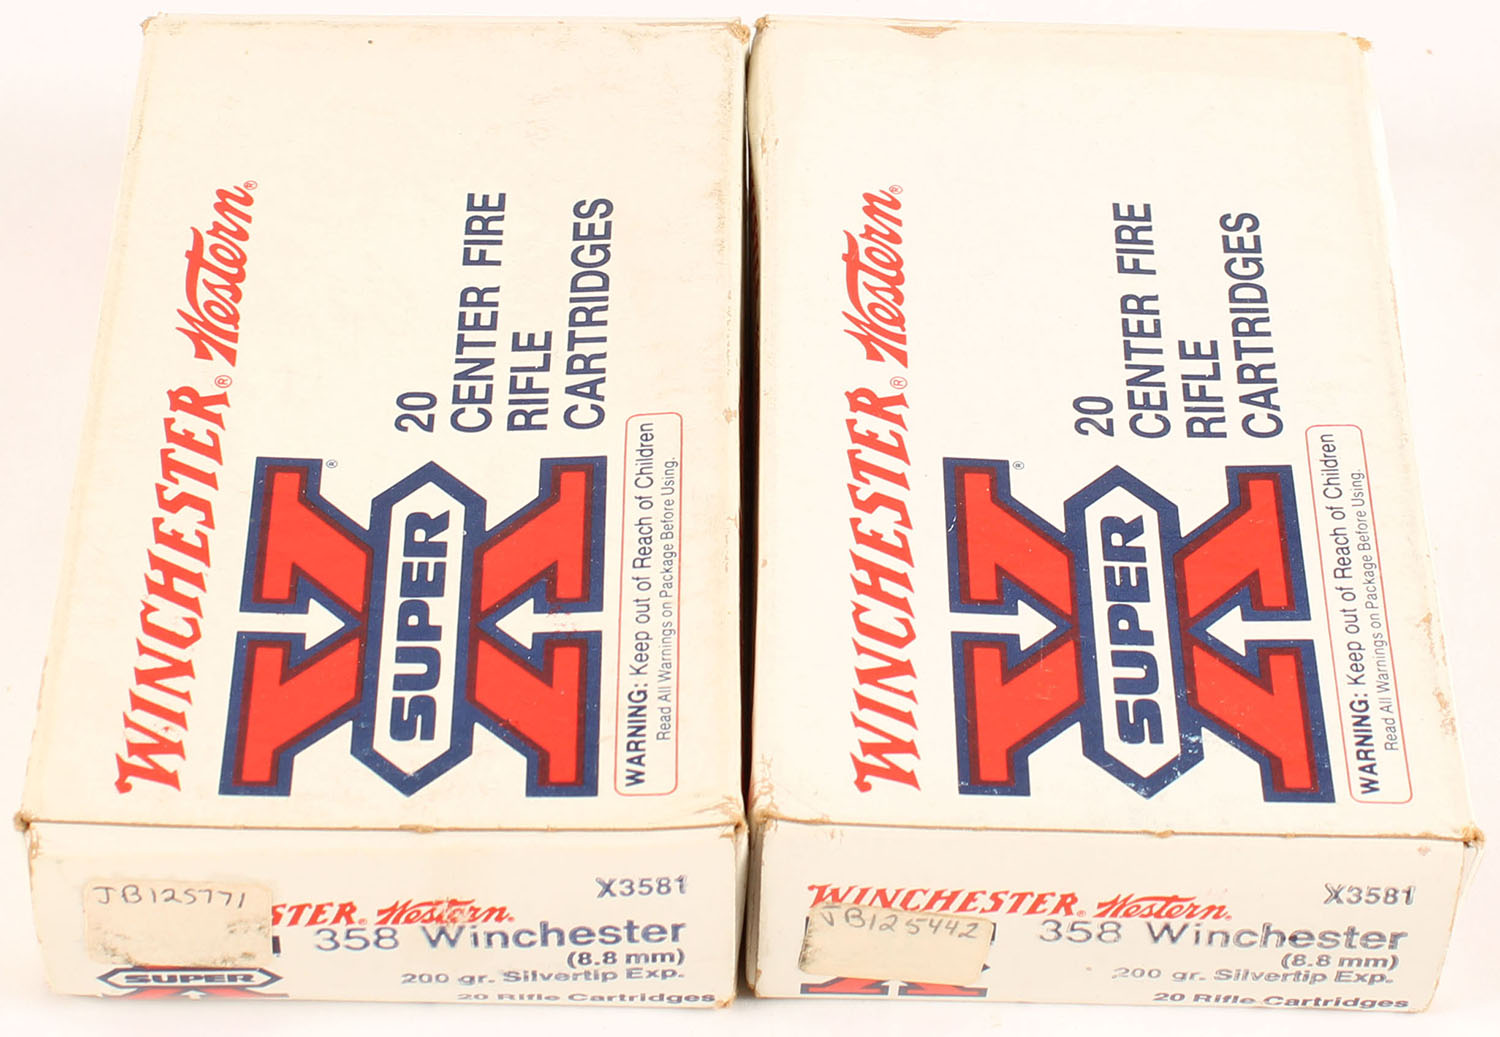 WINCHESTER® Western®
SUPER X®
20
CENTER FIRE
RIFLE
CARTRIDGES
WARNING: Keep out of Reach of Children
Read All Warnings on Package Before Using.
JB125771
STER® Western.
X3581
358 Winchester
(8.8 mm)
200 gr. Silvertip Exp.
20 Rifle Cartridges
SUPER
WINCHESTER® Western®
SUPER X®
20
CENTER FIRE
RIFLE
CARTRIDGES
WARNING: Keep out of Reach of Children
Read All Warnings on Package Before Using.
WINCHESTER® Western.
JB125442
X3581
358 Winchester
(8.8 mm)
200 gr. Silvertip Exp.
20 Rifle Cartridges